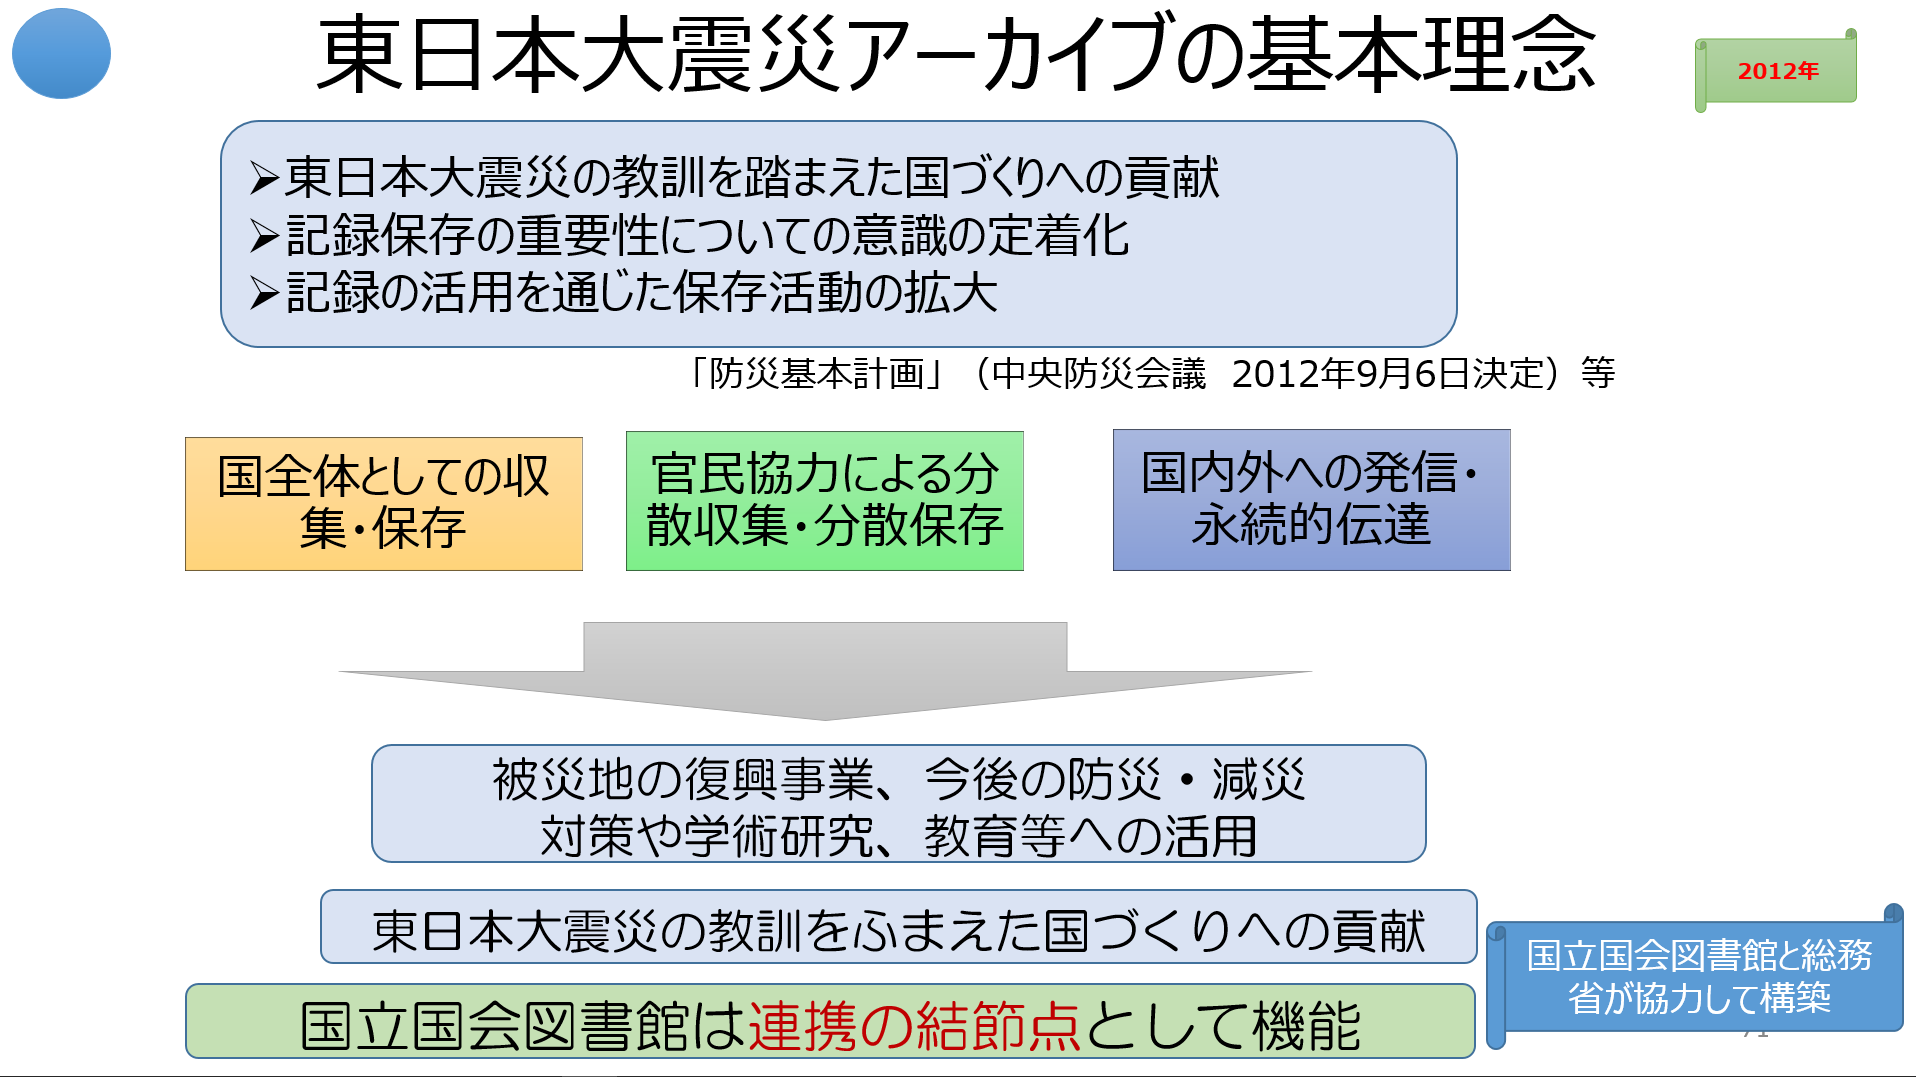 東日本大震災アーカイブの基本理念
2012年
➢東日本大震災の教訓を踏まえた国づくりへの貢献
➢記録保存の重要性についての意識の定着化
➢記録の活用を通じた保存活動の拡大
「防災基本計画」（中央防災会議 2012年9月6日決定）等
国全体としての収
集・保存
官民協力による分
散収集・分散保存
国内外への発信・
永続的伝達
被災地の復興事業、今後の防災・減災
対策や学術研究、教育等への活用
東日本大震災の教訓をふまえた国づくりへの貢献
国立国会図書館と総務
省が協力して構築
国立国会図書館は連携の結節点として機能